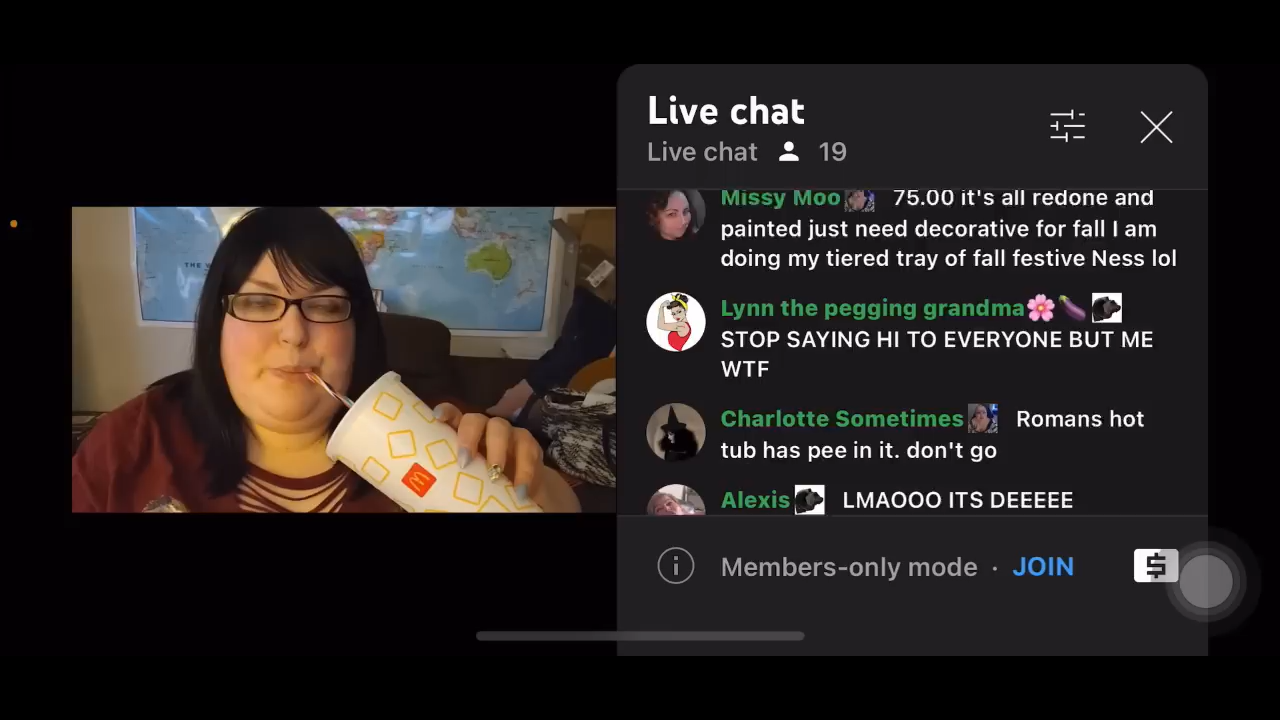 Live chat
Live chat 19
Missy Moo 75.00 it's all redone and
painted just need decorative for fall I am
doing my tiered tray of fall festive Ness lol
Lynn the pegging grandma🌸🍆
STOP SAYING HI TO EVERYONE BUT ME
WTF
Charlotte Sometimes Romans hot
tub has pee in it. don't go
Alexis LMAOOO ITS DEEEEE
Members-only mode · JOIN
THE W